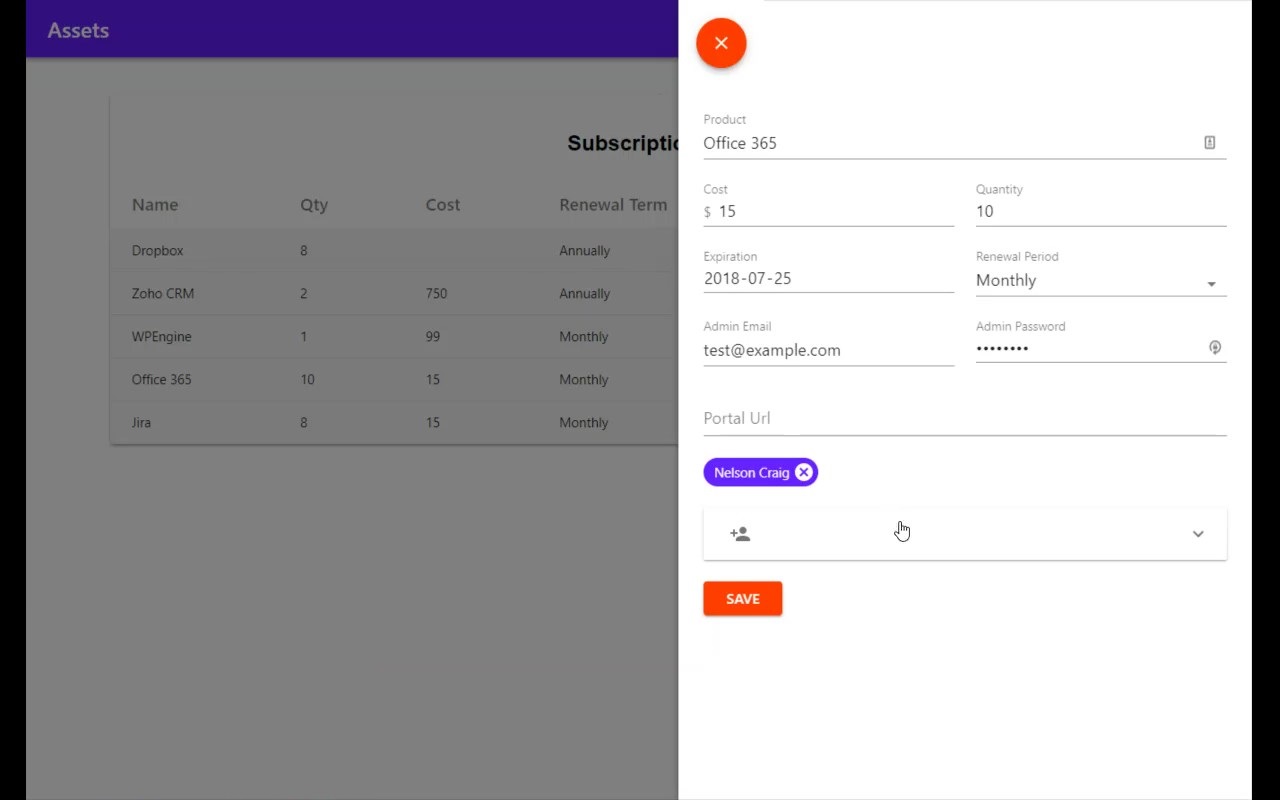 Assets
Subscriptio
Name Qty Cost Renewal Term
Dropbox 8 Annually
Zoho CRM 2 750 Annually
WPEngine 1 99 Monthly
Office 365 10 15 Monthly
Jira 8 15 Monthly
Product
Office 365
Cost Quantity
$ 15 10
Expiration Renewal Period
2018-07-25 Monthly
Admin Email Admin Password
test@example.com ••••••••
Portal Url
Nelson Craig
SAVE